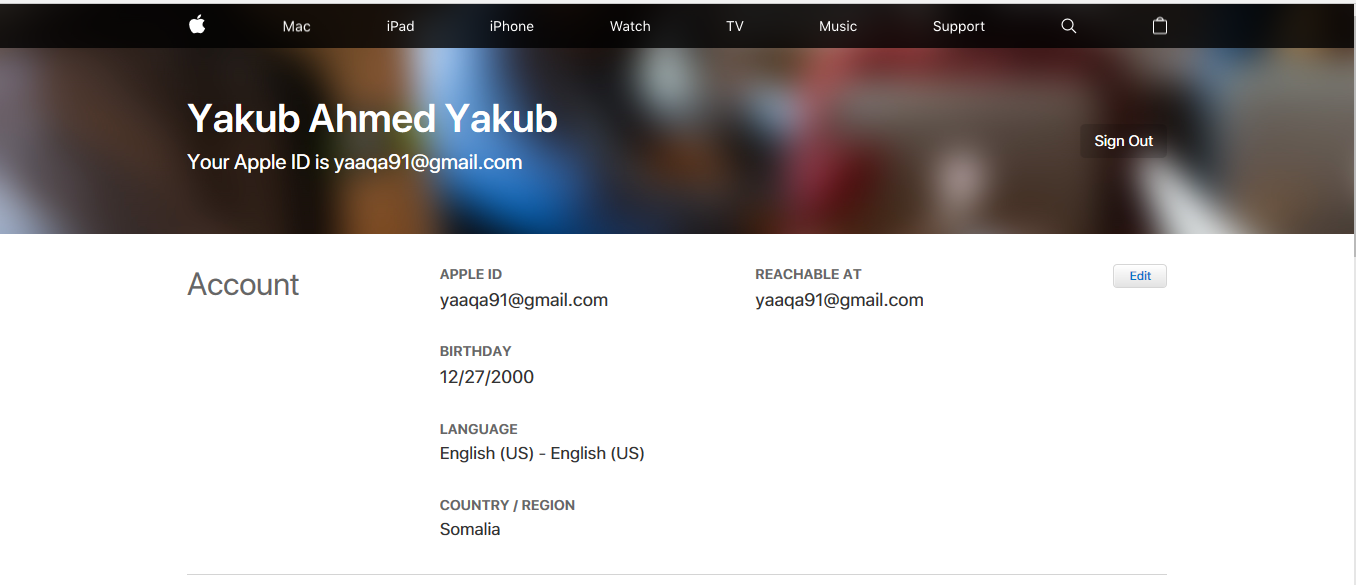 Mac iPad iPhone Watch TV Music Support
Yakub Ahmed Yakub
Your Apple ID is yaaqa91@gmail.com
Sign Out
Account
APPLE ID
yaaqa91@gmail.com
REACHABLE AT
yaaqa91@gmail.com
Edit
BIRTHDAY
12/27/2000
LANGUAGE
English (US) - English (US)
COUNTRY / REGION
Somalia